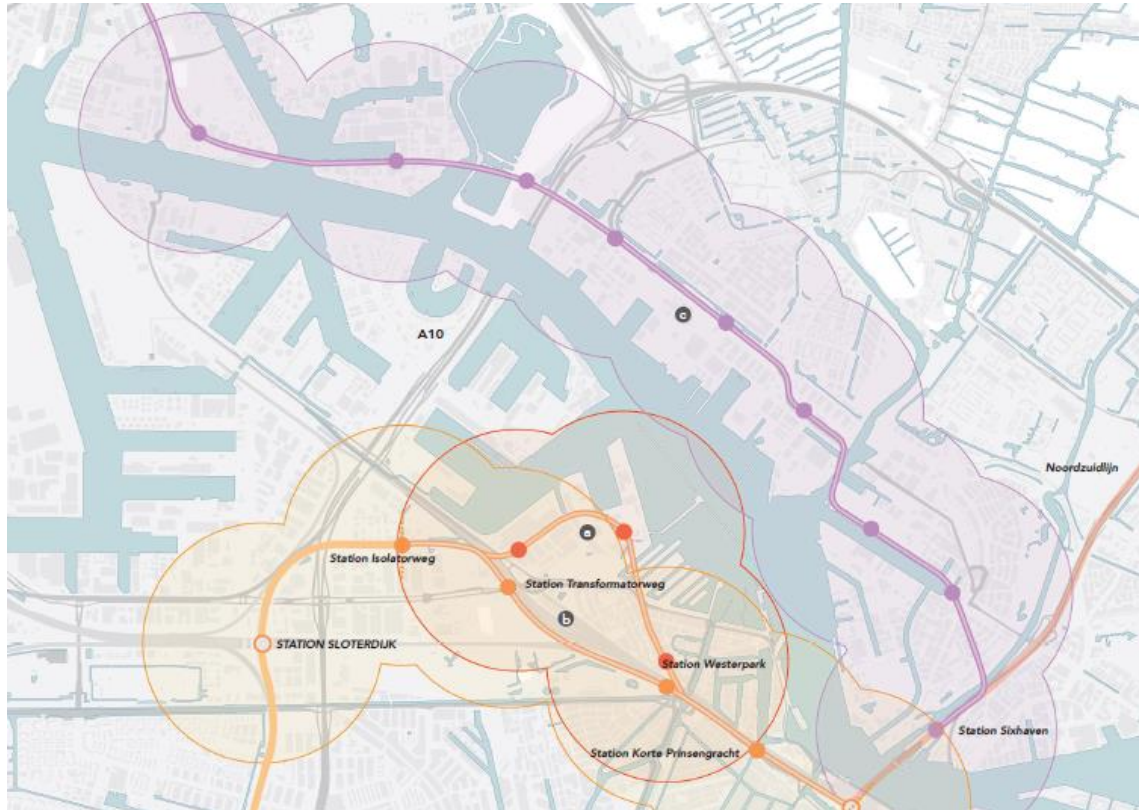 c
A10
Noordzuidlijn
a
Station Isolatorweg
Station Transformatorweg
b
STATION SLOTERDIJK
Station Westerpark
Station Sixhaven
Station Korte Prinsengracht